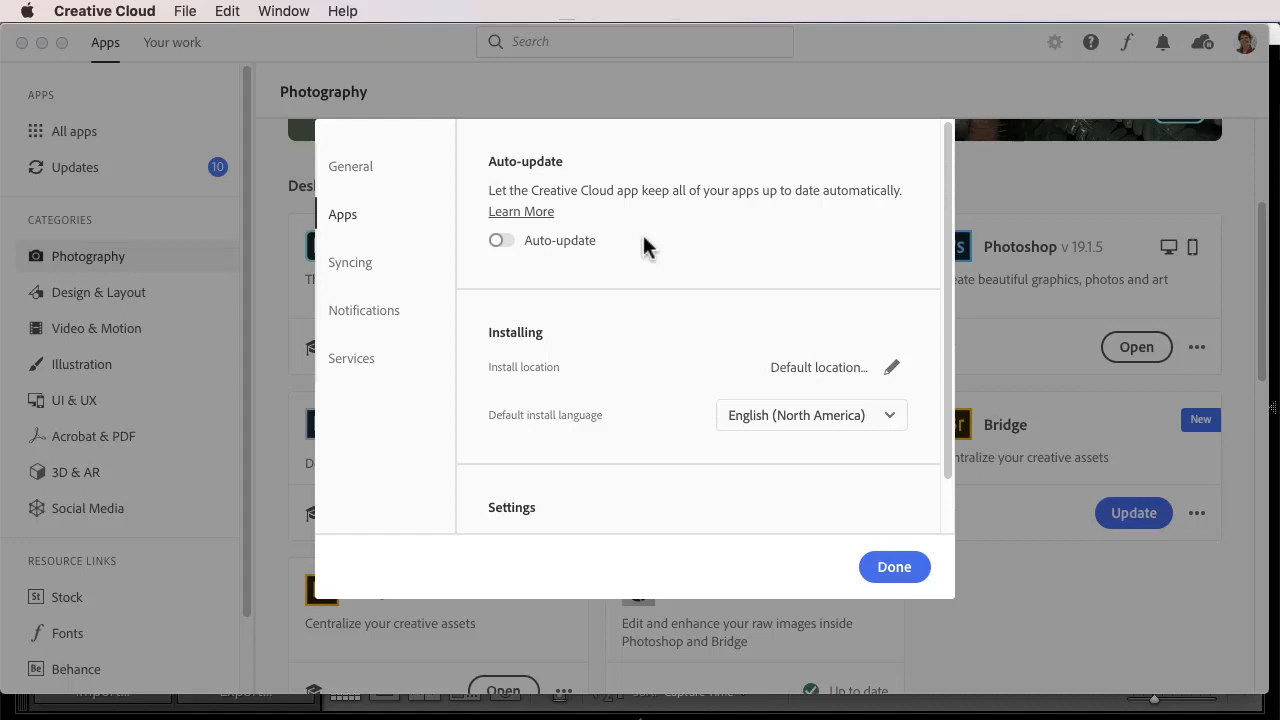 Creative Cloud File Edit Window Help
Apps Your work Search
APPS
All apps
Updates 10
CATEGORIES
Photography
Design & Layout
Video & Motion
Illustration
UI & UX
Acrobat & PDF
3D & AR
Social Media
RESOURCE LINKS
St Stock
Fonts
Be Behance
Photography
General
Apps
Syncing
Notifications
Services
Auto-update
Let the Creative Cloud app keep all of your apps up to date automatically.
Learn More
Auto-update
Installing
Install location Default location...
Default install language English (North America)
Settings
Done
Photoshop v 19.1.5
eate beautiful graphics, photos and art
Open
Bridge New
ntralize your creative assets
Update
Centralize your creative assets
Open
Edit and enhance your raw images inside
Photoshop and Bridge
Up to date
Capture Time